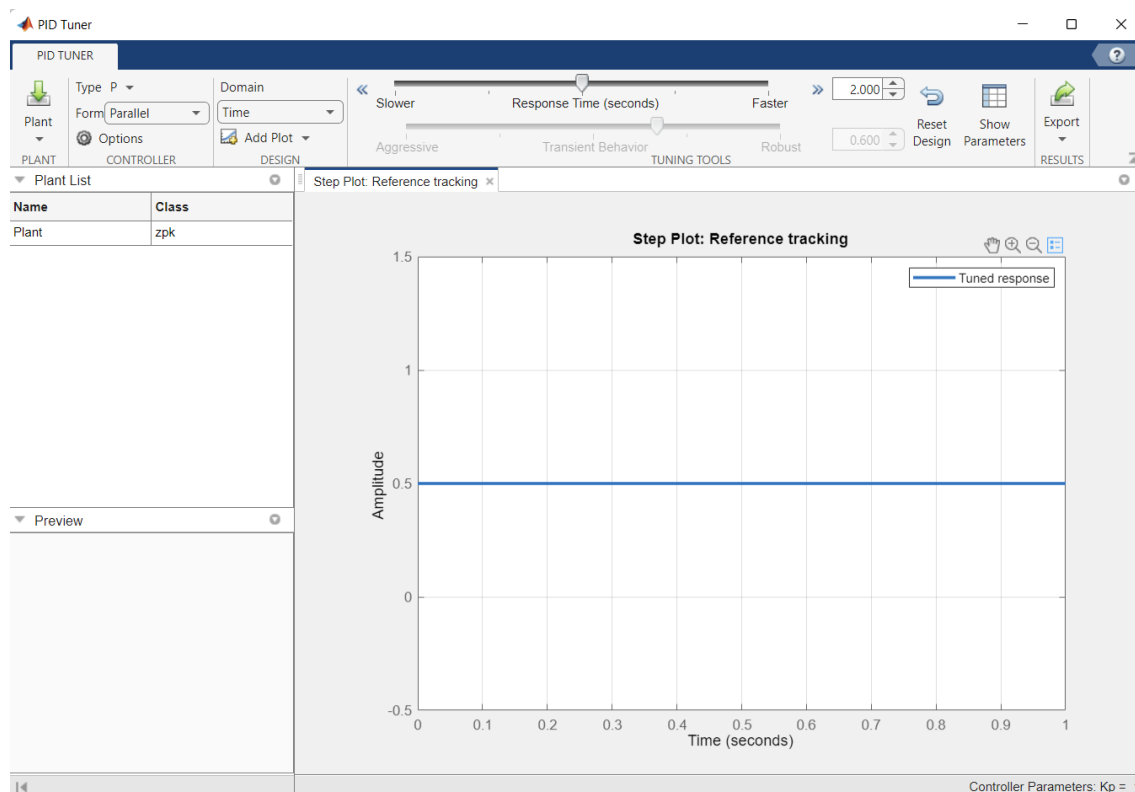 PID Tuner
PID TUNER
?
Plant
PLANT
Type P
Form Parallel
Options
CONTROLLER
Domain
Time
Add Plot
DESIGN
Slower Response Time (seconds) Faster
2.000
Aggressive Transient Behavior Robust
0.600
TUNING TOOLS
Reset
Design
Show
Parameters
Export
RESULTS
Plant List
Name Class
Plant zpk
Preview
Step Plot: Reference tracking
Step Plot: Reference tracking
Tuned response
1.5
1
0.5
0
-0.5
Amplitude
0 0.1 0.2 0.3 0.4 0.5 0.6 0.7 0.8 0.9 1
Time (seconds)
Controller Parameters: Kp =